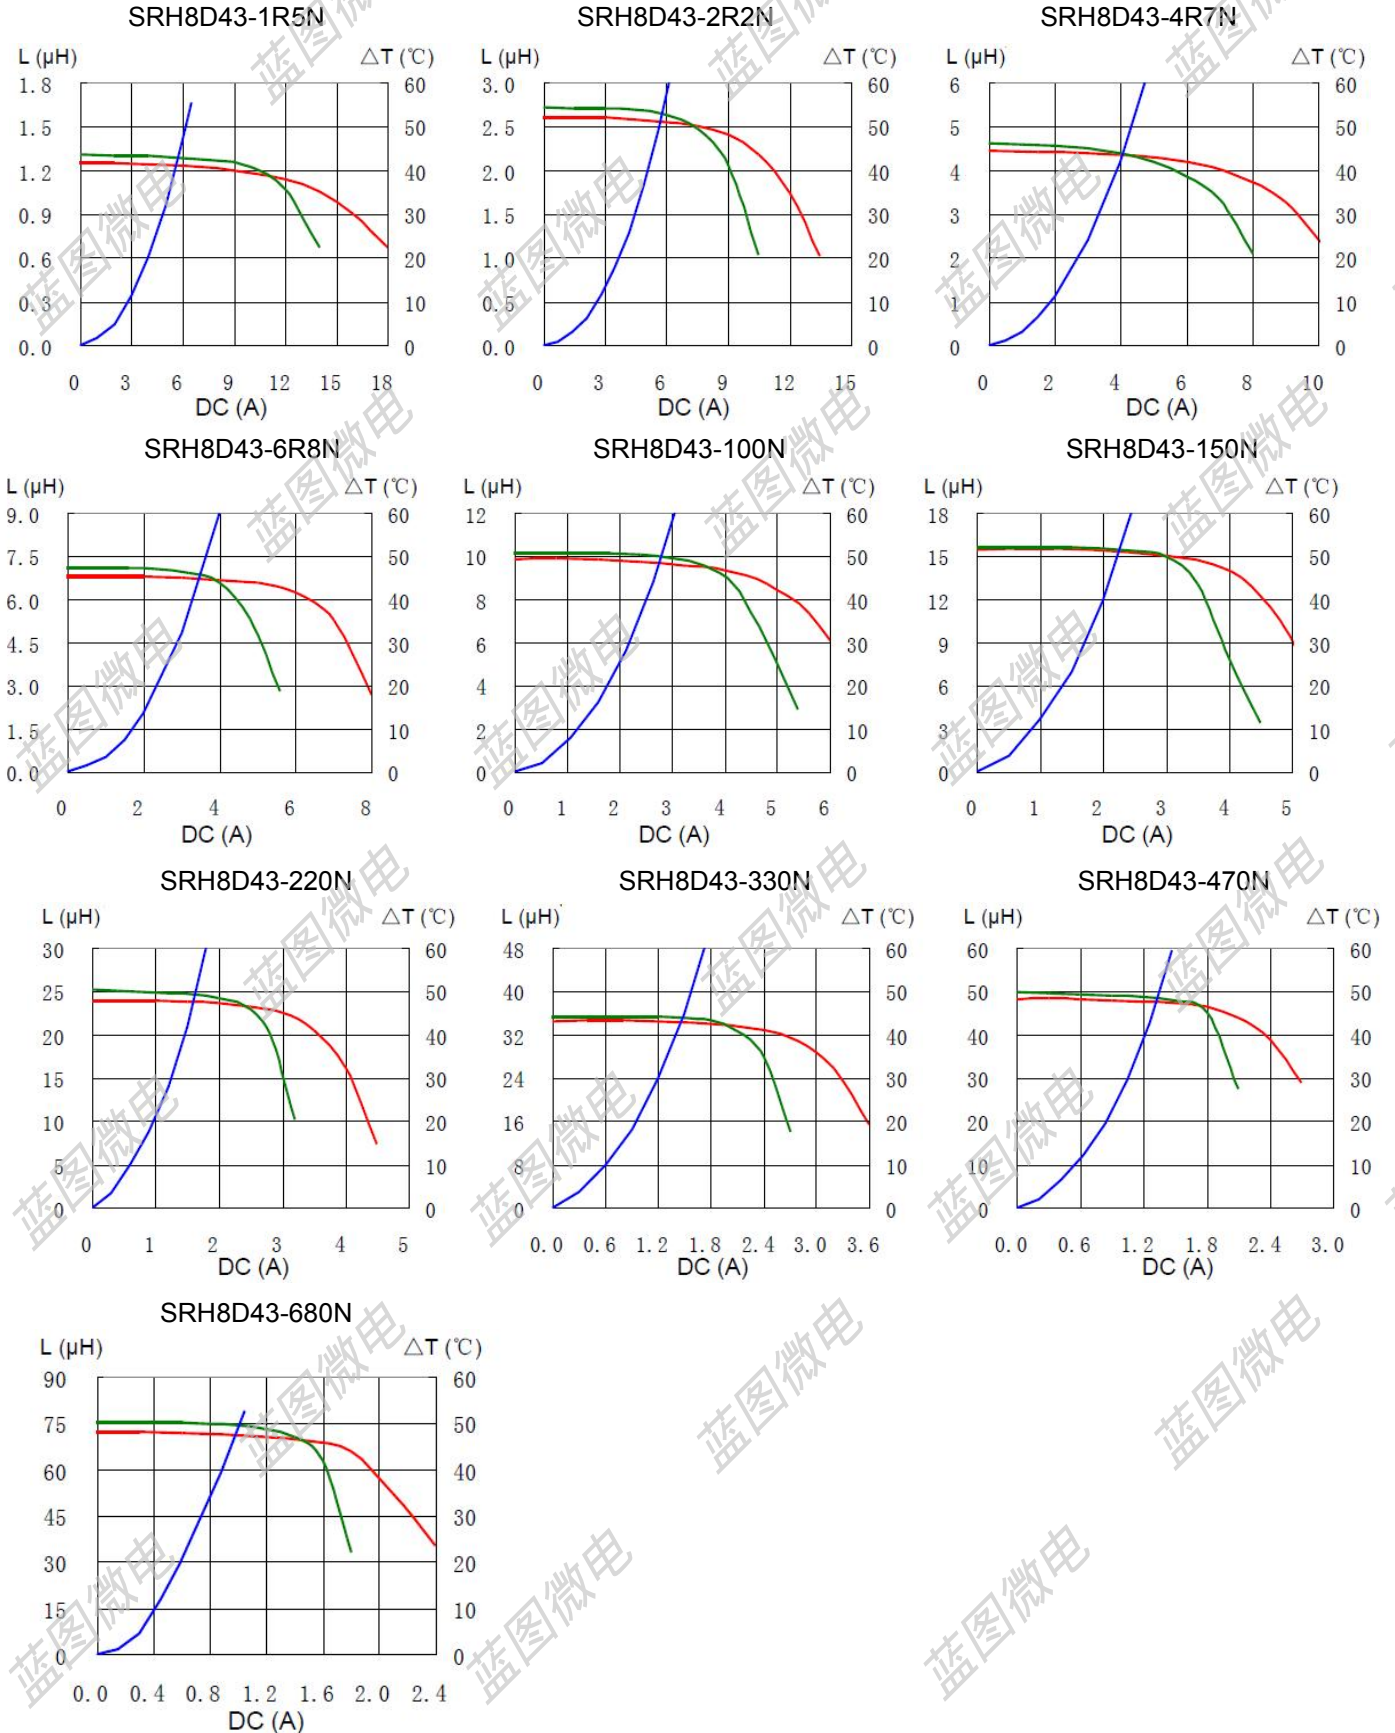 SRH8D43-1R5N SRH8D43-2R2N SRH8D43-4R7N
L (μH) △T (℃) L (μH) △T (℃) L (μH) △T (℃)
1.8 60 3.0 60 6 60
1.5 50 2.5 50 5 50
1.2 40 2.0 40 4 40
0.9 30 1.5 30 3 30
0.6 20 1.0 20 2 20
0.3 10 0.5 10 1 10
0.0 0 0.0 0 0 0
0 3 6 9 12 15 18 0 3 6 9 12 15 0 2 4 6 8 10
DC (A) DC (A) DC (A)
SRH8D43-6R8N SRH8D43-100N SRH8D43-150N
L (μH) △T (℃) L (μH) △T (℃) L (μH) △T (℃)
9.0 60 12 60 18 60
7.5 50 10 50 15 50
6.0 40 8 40 12 40
4.5 30 6 30 9 30
3.0 20 4 20 6 20
1.5 10 2 10 3 10
0.0 0 0 0 0 0
0 2 4 6 8 0 1 2 3 4 5 6 0 1 2 3 4 5
DC (A) DC (A) DC (A)
SRH8D43-220N SRH8D43-330N SRH8D43-470N
L (μH) △T (℃) L (μH) △T (℃) L (μH) △T (℃)
30 60 48 60 60 60
25 50 40 50 50 50
20 40 32 40 40 40
15 30 24 30 30 30
10 20 16 20 20 20
5 10 8 10 10 10
0 0 0 0 0 0
0 1 2 3 4 5 0.0 0.6 1.2 1.8 2.4 3.0 3.6 0.0 0.6 1.2 1.8 2.4 3.0
DC (A) DC (A) DC (A)
SRH8D43-680N
L (μH) △T (℃)
90 60
75 50
60 40
45 30
30 20
15 10
0 0
0.0 0.4 0.8 1.2 1.6 2.0 2.4
DC (A)
蓝图微电